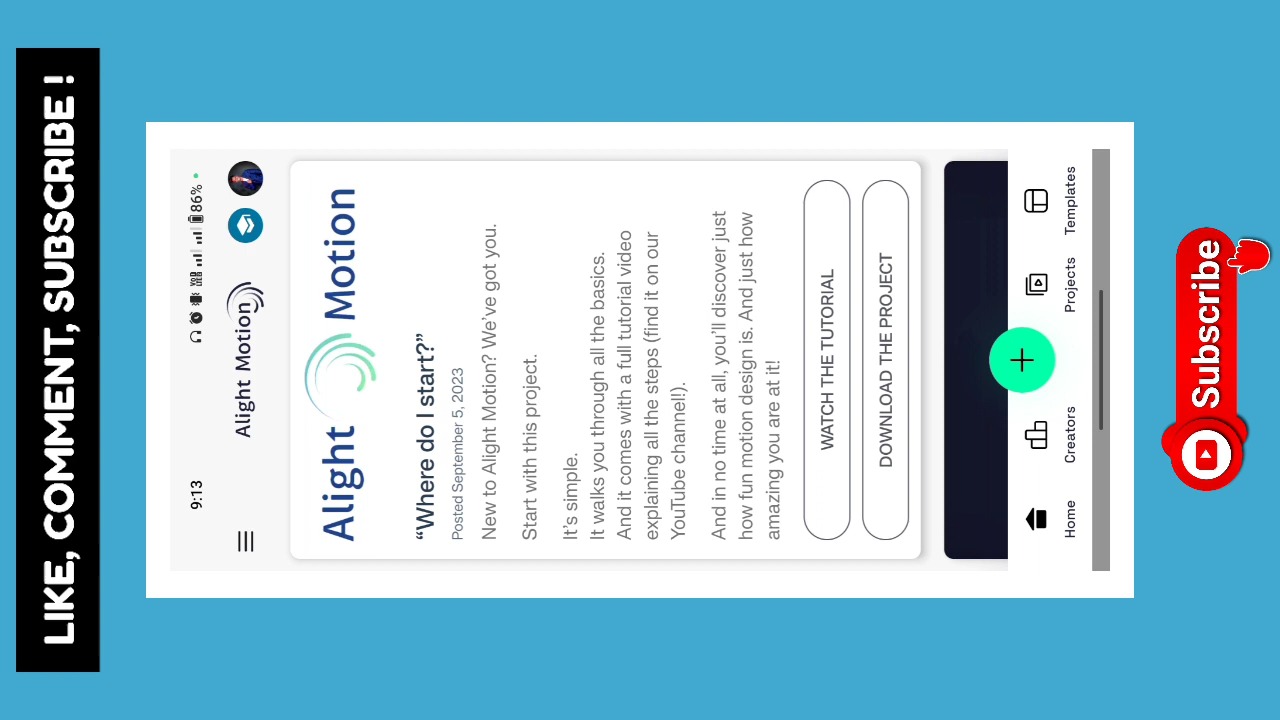 LIKE, COMMENT, SUBSCRIBE !
9:13
86%
Alight Motion
Alight Motion
“Where do I start?”
Posted September 5, 2023
New to Alight Motion? We’ve got you.
Start with this project.
It’s simple.
It walks you through all the basics.
And it comes with a full tutorial video
explaining all the steps (find it on our
YouTube channel!).
And in no time at all, you’ll discover just
how fun motion design is. And just how
amazing you are at it!
WATCH THE TUTORIAL
DOWNLOAD THE PROJECT
Home
Creators
Projects
Templates
Subscribe